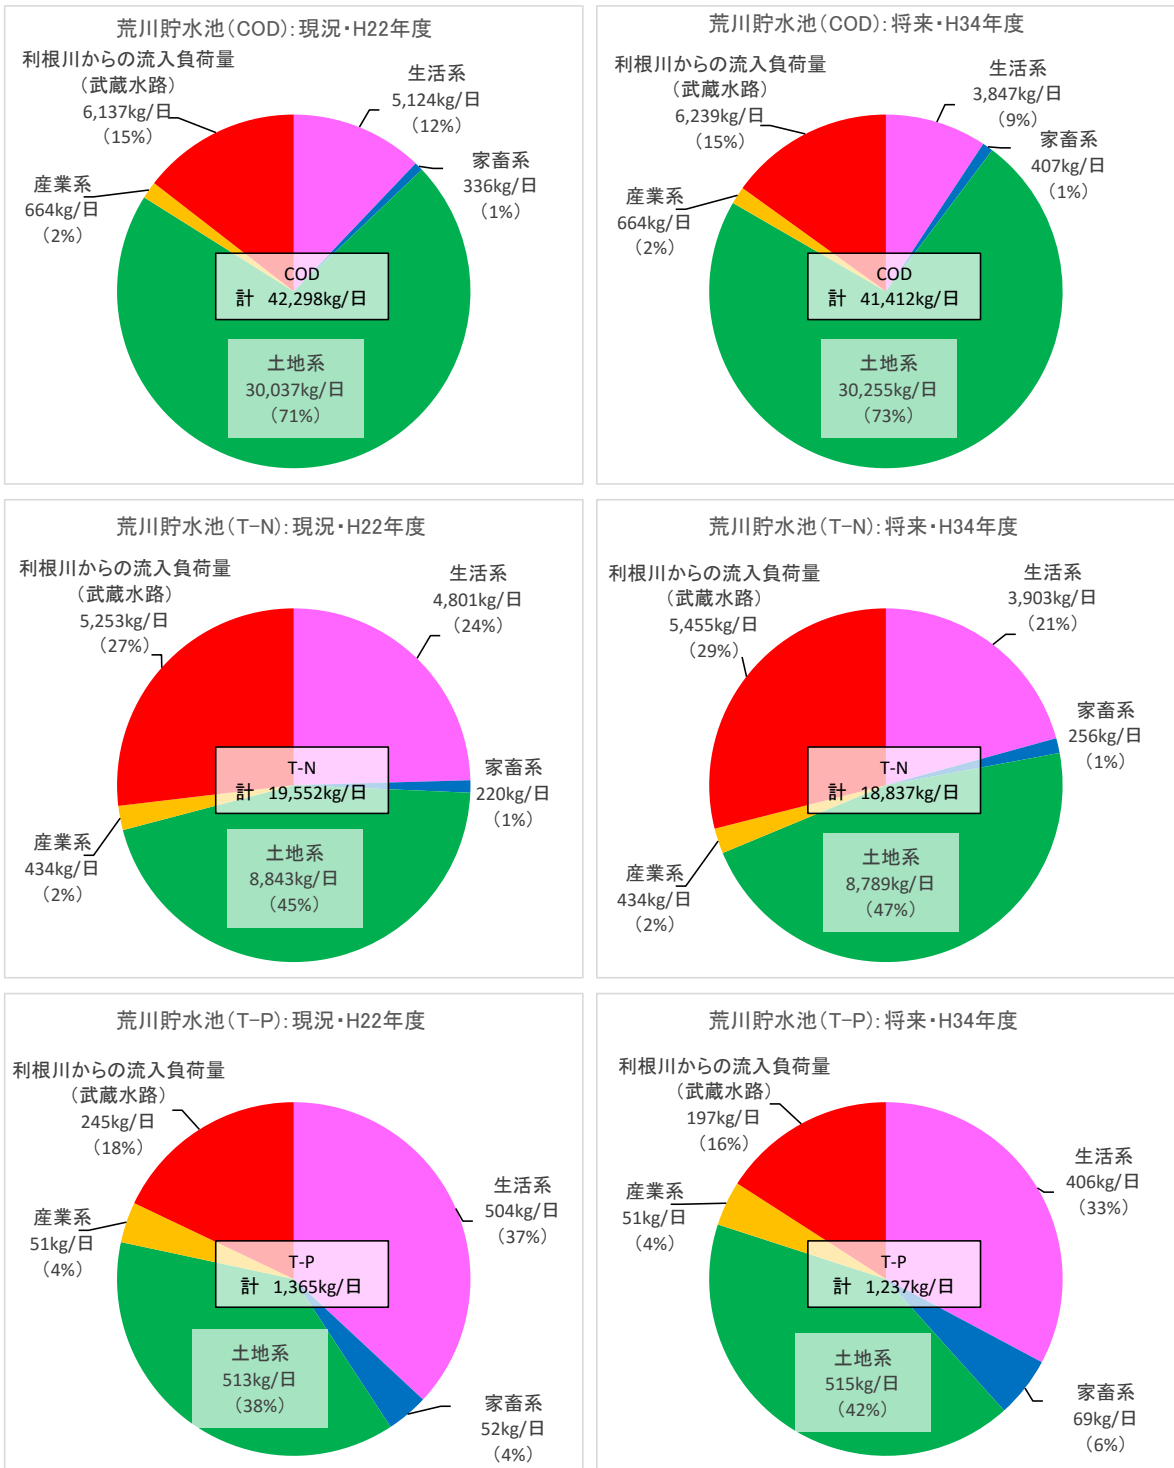 荒川貯水池(COD):現況・H22年度
利根川からの流入負荷量
(武蔵水路)
6,137kg/日
(15%)
生活系
5,124kg/日
(12%)
家畜系
336kg/日
(1%)
産業系
664kg/日
(2%)
COD
計 42,298kg/日
土地系
30,037kg/日
(71%)
荒川貯水池(COD):将来・H34年度
利根川からの流入負荷量
(武蔵水路)
6,239kg/日
(15%)
生活系
3,847kg/日
(9%)
家畜系
407kg/日
(1%)
産業系
664kg/日
(2%)
COD
計 41,412kg/日
土地系
30,255kg/日
(73%)
荒川貯水池(T-N):現況・H22年度
利根川からの流入負荷量
(武蔵水路)
5,253kg/日
(27%)
生活系
4,801kg/日
(24%)
家畜系
220kg/日
(1%)
産業系
434kg/日
(2%)
T-N
計 19,552kg/日
土地系
8,843kg/日
(45%)
荒川貯水池(T-N):将来・H34年度
利根川からの流入負荷量
(武蔵水路)
5,455kg/日
(29%)
生活系
3,903kg/日
(21%)
家畜系
256kg/日
(1%)
産業系
434kg/日
(2%)
T-N
計 18,837kg/日
土地系
8,789kg/日
(47%)
荒川貯水池(T-P):現況・H22年度
利根川からの流入負荷量
(武蔵水路)
245kg/日
(18%)
生活系
504kg/日
(37%)
産業系
51kg/日
(4%)
T-P
計 1,365kg/日
土地系
513kg/日
(38%)
家畜系
52kg/日
(4%)
荒川貯水池(T-P):将来・H34年度
利根川からの流入負荷量
(武蔵水路)
197kg/日
(16%)
生活系
406kg/日
(33%)
産業系
51kg/日
(4%)
T-P
計 1,237kg/日
土地系
515kg/日
(42%)
家畜系
69kg/日
(6%)